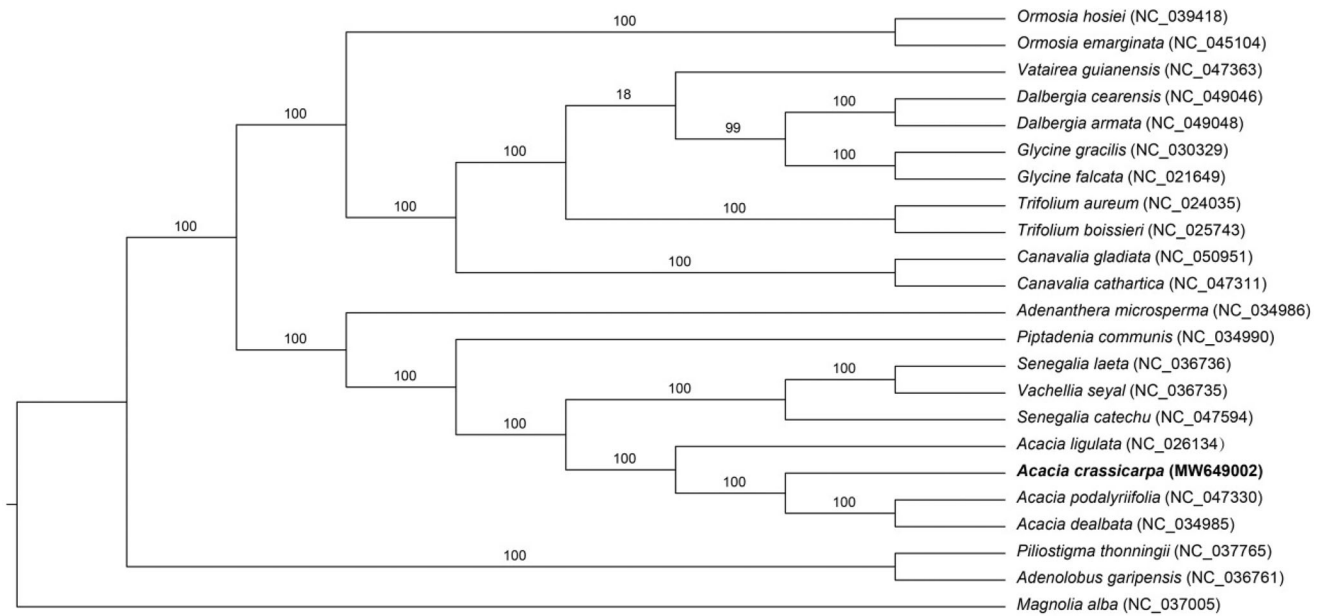 100
Ormosia hosiei (NC_039418)
Ormosia emarginata (NC_045104)
Vatairea guianensis (NC_047363)
18
100
Dalbergia cearensis (NC_049046)
100
Dalbergia armata (NC_049048)
99
100
Glycine gracilis (NC_030329)
100
Glycine falcata (NC_021649)
100
Trifolium aureum (NC_024035)
100
Trifolium boissieri (NC_025743)
100
Canavalia gladiata (NC_050951)
100
Canavalia cathartica (NC_047311)
Adenanthera microsperma (NC_034986)
100
Piptadenia communis (NC_034990)
100
Senegalia laeta (NC_036736)
100
100
Vachellia seyal (NC_036735)
Senegalia catechu (NC_047594)
100
Acacia ligulata (NC_026134)
100
Acacia crassicarpa (MW649002)
100
Acacia podalyriifolia (NC_047330)
100
Acacia dealbata (NC_034985)
Piliostigma thonningii (NC_037765)
100
Adenolobus garipensis (NC_036761)
Magnolia alba (NC_037005)